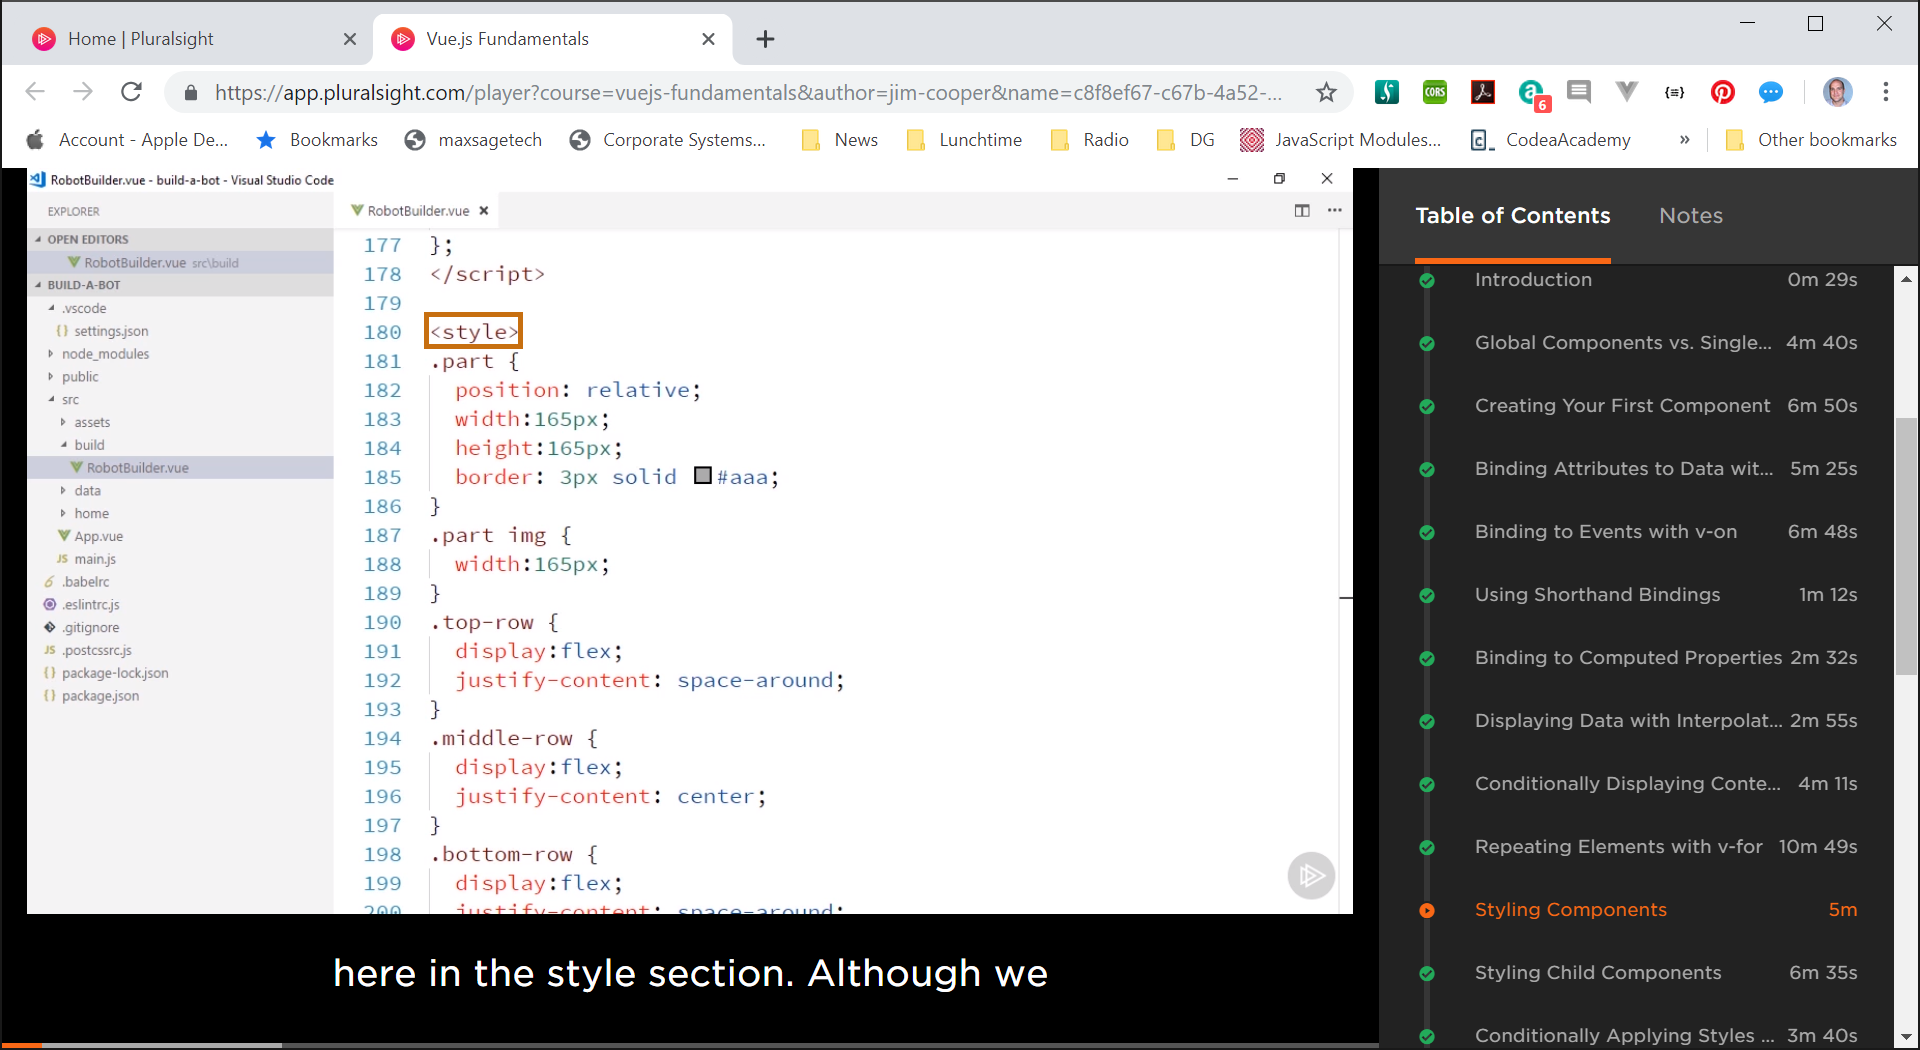 Home | Pluralsight
Vue.js Fundamentals
https://app.pluralsight.com/player?course=vuejs-fundamentals&author=jim-cooper&name=c8f8ef67-c67b-4a52-...
CORS
6
{≡}
Account - Apple De...
Bookmarks
maxsagetech
Corporate Systems...
News
Lunchtime
Radio
DG
JavaScript Modules...
CodeaAcademy
»
Other bookmarks
RobotBuilder.vue - build-a-bot - Visual Studio Code
EXPLORER
OPEN EDITORS
RobotBuilder.vue src\build
BUILD-A-BOT
.vscode
{} settings.json
node_modules
public
src
assets
build
RobotBuilder.vue
data
home
App.vue
JS main.js
.babelrc
.eslintrc.js
.gitignore
JS .postcssrc.js
{} package-lock.json
{} package.json
RobotBuilder.vue
177 };
178 </script>
179
180 <style>
181 .part {
182 position: relative;
183 width:165px;
184 height:165px;
185 border: 3px solid #aaa;
186 }
187 .part img {
188 width:165px;
189 }
190 .top-row {
191 display:flex;
192 justify-content: space-around;
193 }
194 .middle-row {
195 display:flex;
196 justify-content: center;
197 }
198 .bottom-row {
199 display:flex;
200 justify-content: space-around;
here in the style section. Although we
Table of Contents
Notes
Introduction 0m 29s
Global Components vs. Single... 4m 40s
Creating Your First Component 6m 50s
Binding Attributes to Data wit... 5m 25s
Binding to Events with v-on 6m 48s
Using Shorthand Bindings 1m 12s
Binding to Computed Properties 2m 32s
Displaying Data with Interpolat... 2m 55s
Conditionally Displaying Conte... 4m 11s
Repeating Elements with v-for 10m 49s
Styling Components 5m
Styling Child Components 6m 35s
Conditionally Applying Styles ... 3m 40s